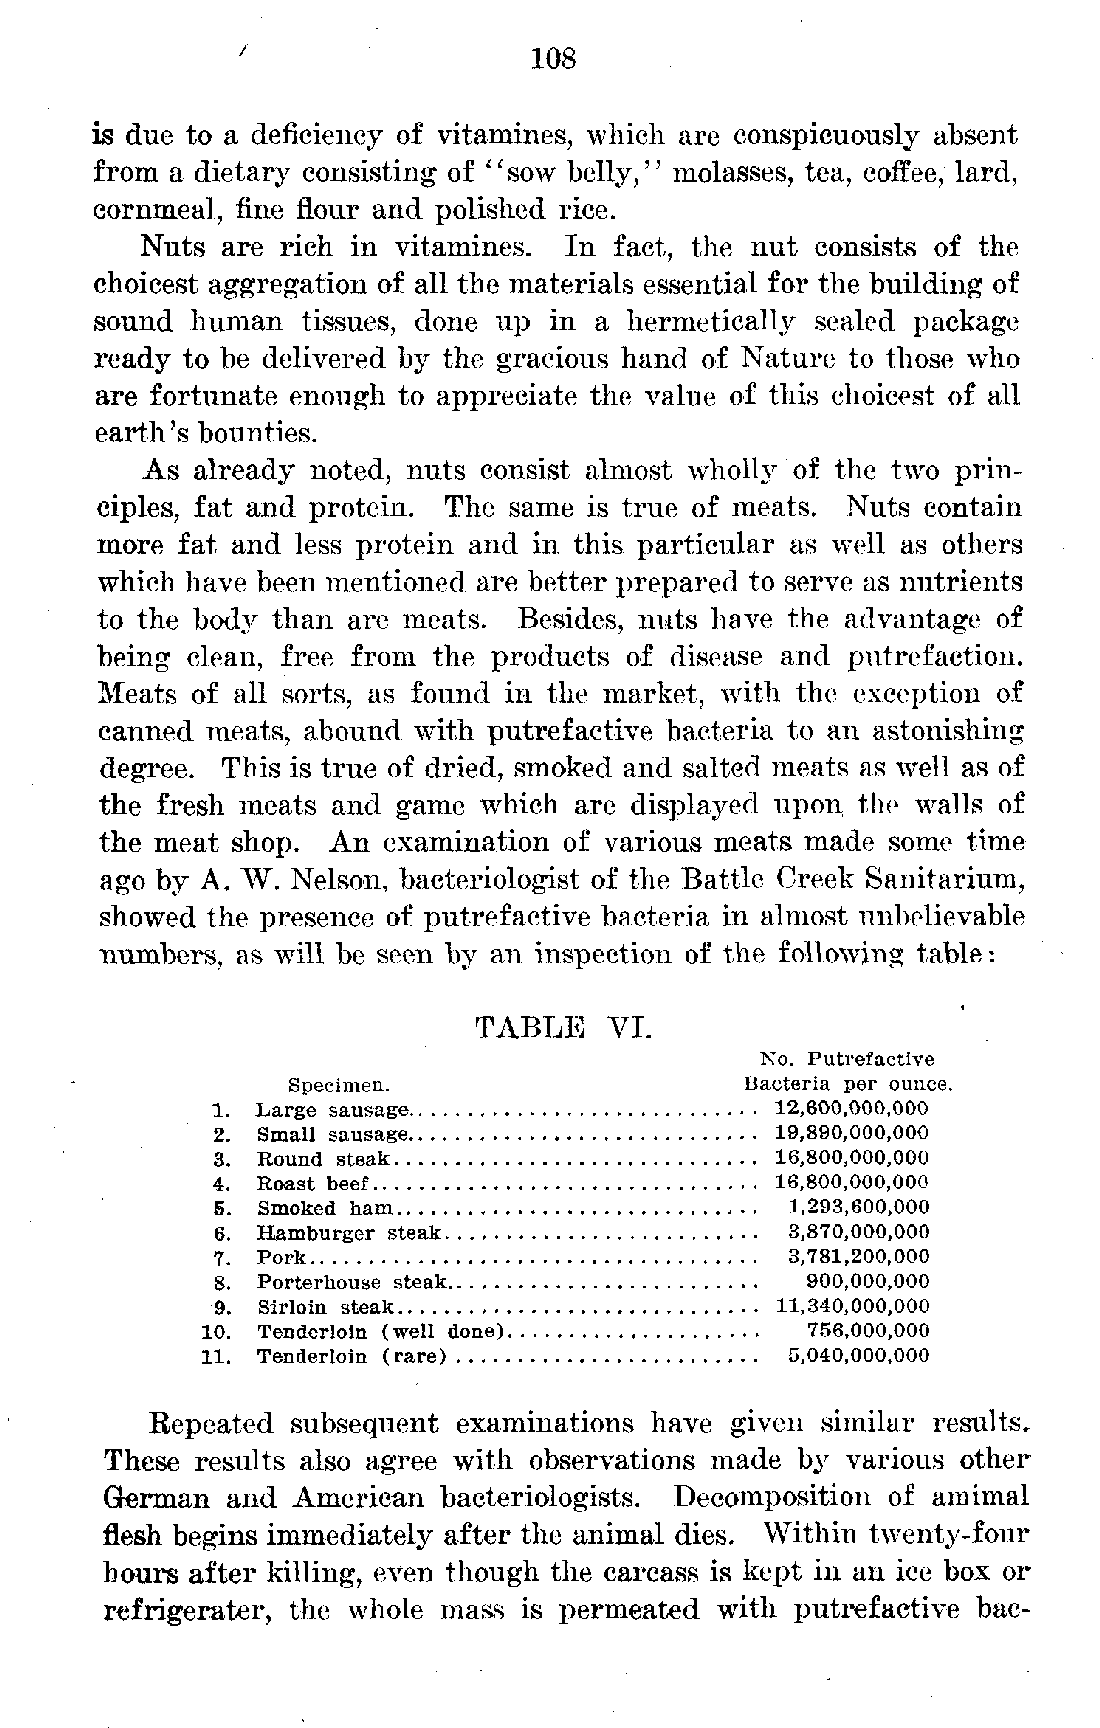 108
is due to a deficiency of vitamines, which are conspicuously absent
from a dietary consisting of "sow belly," molasses, tea, coffee, lard,
cornmeal, fine flour and polished rice.
Nuts are rich in vitamines. In fact, the nut consists of the
choicest aggregation of all the materials essential for the building of
sound human tissues, done up in a hermetically sealed package
ready to be delivered by the gracious hand of Nature to those who
are fortunate enough to appreciate the value of this choicest of all
earth's bounties.
As already noted, nuts consist almost wholly of the two prin-
ciples, fat and protein. The same is true of meats. Nuts contain
more fat and less protein and in this particular as well as others
which have been mentioned are better prepared to serve as nutrients
to the body than are meats. Besides, nuts have the advantage of
being clean, free from the products of disease and putrefaction.
Meats of all sorts, as found in the market, with the exception of
canned meats, abound with putrefactive bacteria to an astonishing
degree. This is true of dried, smoked and salted meats as well as of
the fresh meats and game which are displayed upon the walls of
the meat shop. An examination of various meats made some time
ago by A. W. Nelson, bacteriologist of the Battle Creek Sanitarium,
showed the presence of putrefactive bacteria in almost unbelievable
numbers, as will be seen by an inspection of the following table:
TABLE VI.
No. Putrefactive
Specimen. Bacteria per ounce.
1. Large sausage............................. 12,600,000,000
2. Small sausage............................. 19,890,000,000
3. Round steak............................... 16,800,000,000
4. Roast beef................................ 16,800,000,000
5. Smoked ham.............................. 1,293,600,000
6. Hamburger steak.......................... 3,870,000,000
7. Pork...................................... 3,781,200,000
8. Porterhouse steak.......................... 900,000,000
9. Sirloin steak.............................. 11,340,000,000
10. Tenderloin (well done)..................... 756,000,000
11. Tenderloin (rare) ......................... 5,040,000,000
Repeated subsequent examinations have given similar results.
These results also agree with observations made by various other
German and American bacteriologists. Decomposition of amimal
flesh begins immediately after the animal dies. Within twenty-four
hours after killing, even though the carcass is kept in an ice box or
refrigerater, the whole mass is permeated with putrefactive bac-